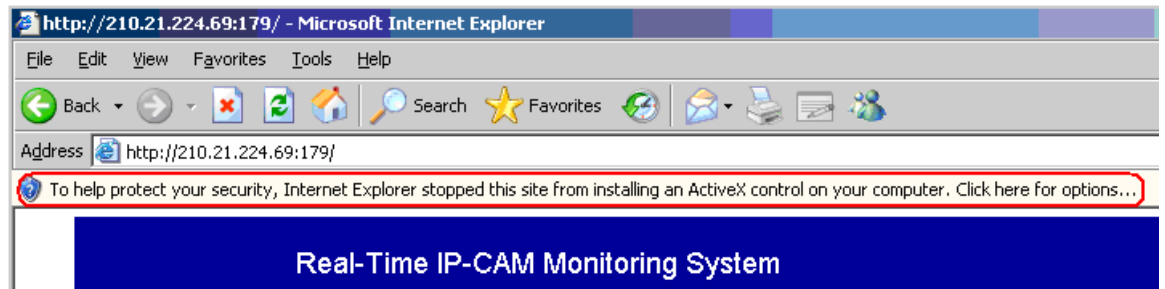 http://210.21.224.69:179/ - Microsoft Internet Explorer
File Edit View Favorites Tools Help
Back Search Favorites
Address http://210.21.224.69:179/
To help protect your security, Internet Explorer stopped this site from installing an ActiveX control on your computer. Click here for options...
Real-Time IP-CAM Monitoring System